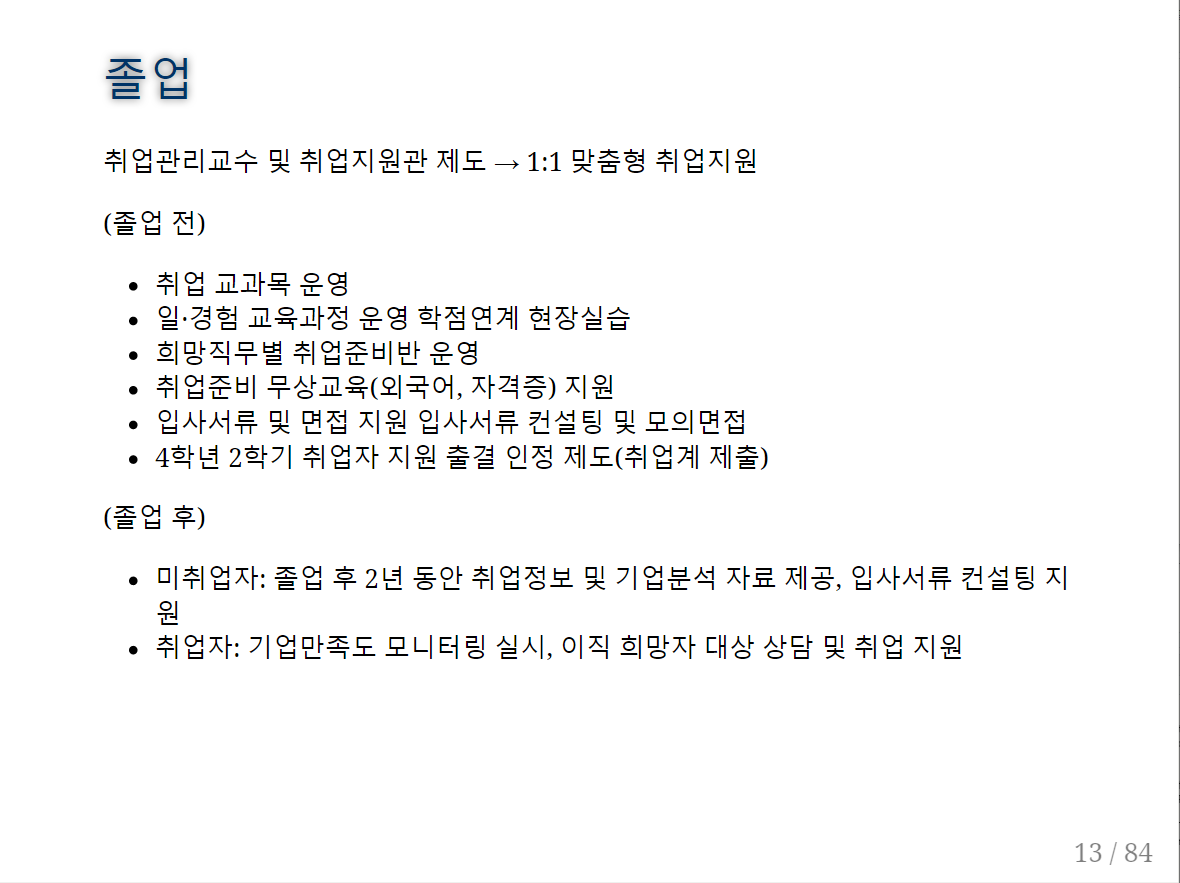 졸업
취업관리교수 및 취업지원관 제도 → 1:1 맞춤형 취업지원
(졸업 전)
• 취업 교과목 운영
• 일·경험 교육과정 운영 학점연계 현장실습
• 희망직무별 취업준비반 운영
• 취업준비 무상교육(외국어, 자격증) 지원
• 입사서류 및 면접 지원 입사서류 컨설팅 및 모의면접
• 4학년 2학기 취업자 지원 출결 인정 제도(취업계 제출)
(졸업 후)
• 미취업자: 졸업 후 2년 동안 취업정보 및 기업분석 자료 제공, 입사서류 컨설팅 지
원
• 취업자: 기업만족도 모니터링 실시, 이직 희망자 대상 상담 및 취업 지원
13 / 84